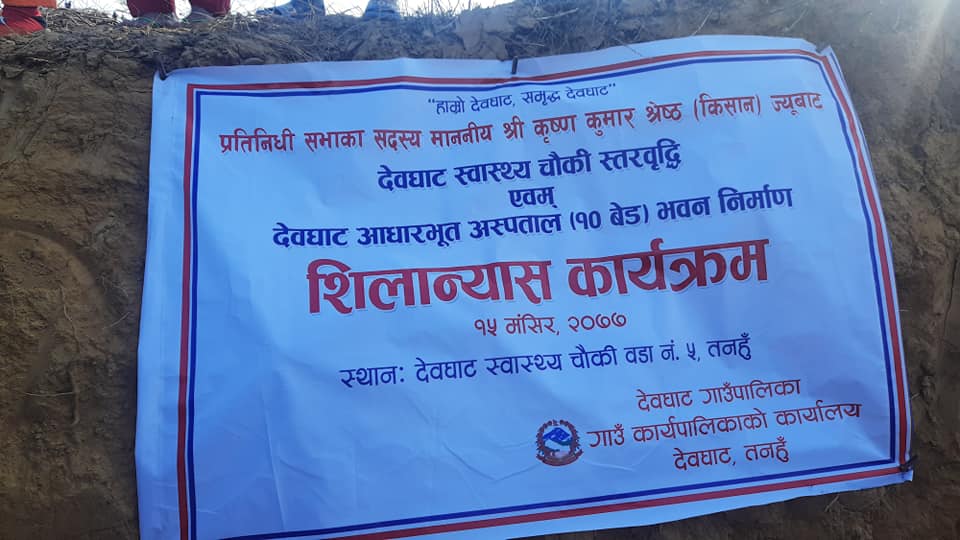 "हाम्रो देवघाट, समृद्ध देवघाट"
प्रतिनिधी सभाका सदस्य माननीय श्री कृष्ण कुमार श्रेष्ठ (किसान) ज्यूबाट
देवघाट स्वास्थ्य चौकी स्तरवृद्धि
एवम्
देवघाट आधारभूत अस्पताल (१० बेड) भवन निर्माण
शिलान्यास कार्यक्रम
१५ मंसिर, २०७७
स्थान: देवघाट स्वास्थ्य चौकी वडा नं. ५, तनहुँ
देवघाट गाउँपालिका
गाउँ कार्यपालिकाको कार्यालय
देवघाट, तनहुँ